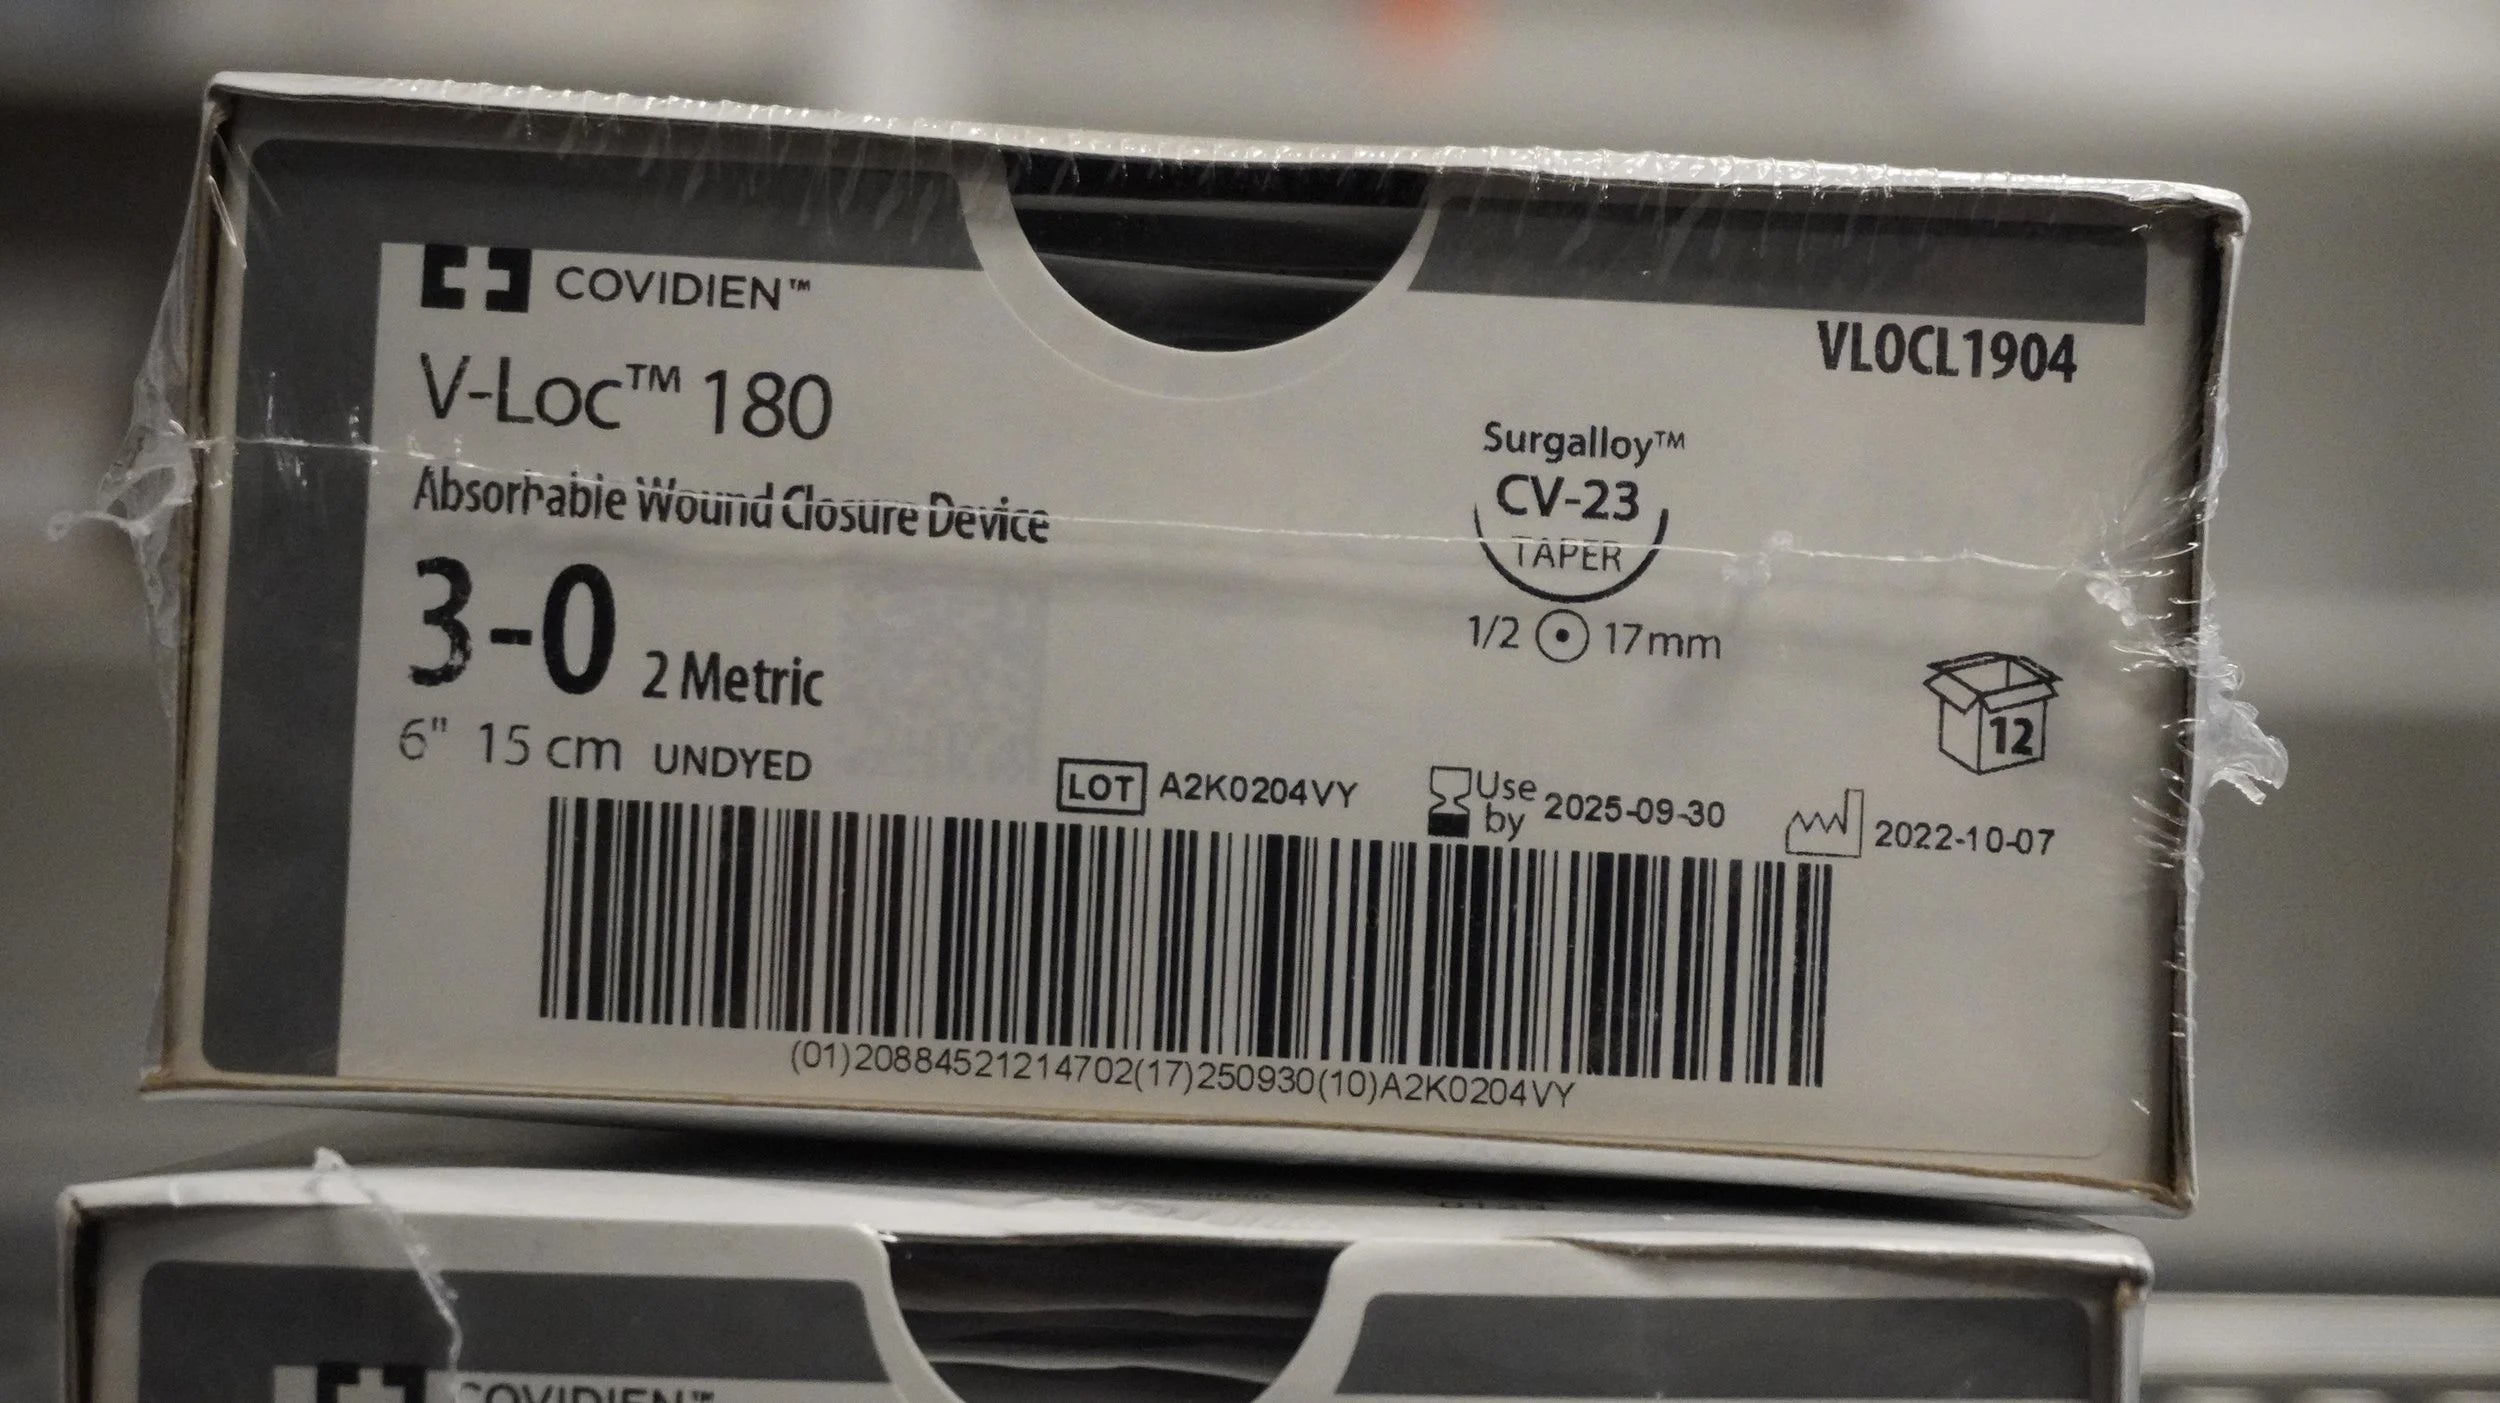 COVIDIEN™
VLOCL1904
V-Loc™ 180
Surgalloy™
CV-23
TAPER
Absorbable Wound Closure Device
3-0 2 Metric
1/2 17mm
12
6" 15 cm UNDYED
LOT A2K0204VY
Use by 2025-09-30
2022-10-07
(01)20884521214702(17)250930(10)A2K0204VY
COVIDIEN™